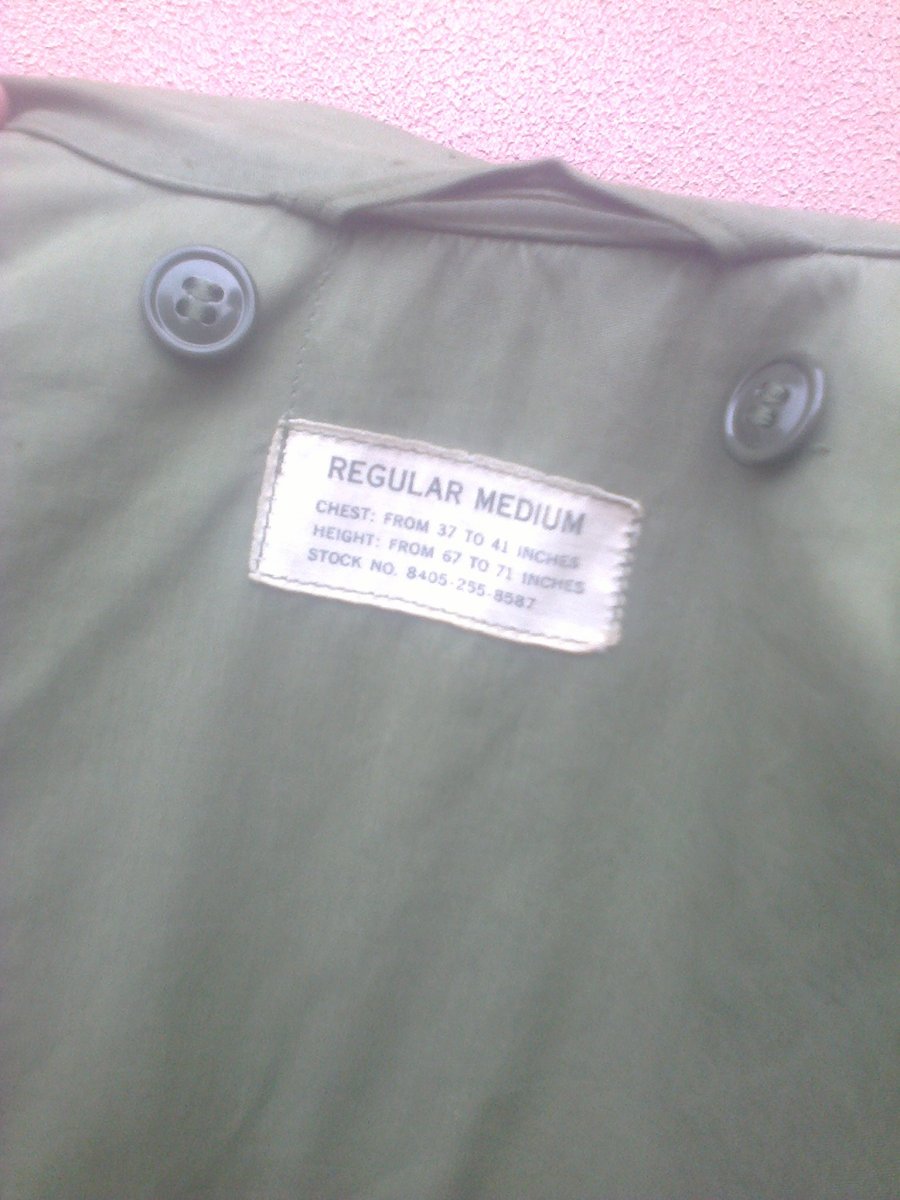 REGULAR MEDIUM
CHEST: FROM 37 TO 41 INCHES
HEIGHT: FROM 67 TO 71 INCHES
STOCK NO. 8405-255-8587